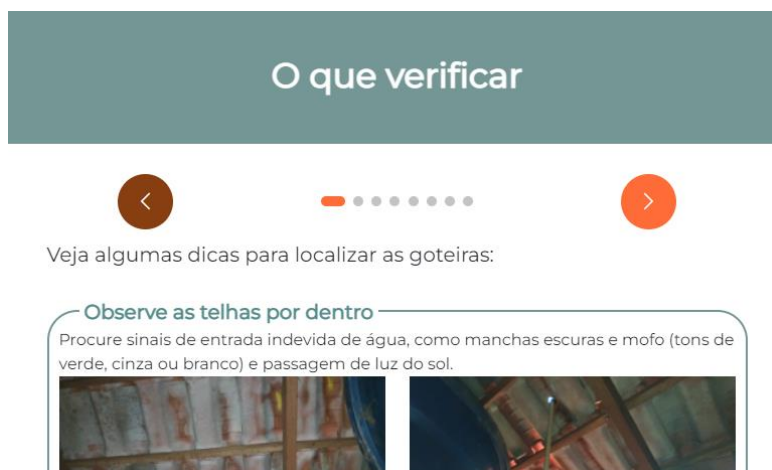 O que verificar
Veja algumas dicas para localizar as goteiras:
Observe as telhas por dentro
Procure sinais de entrada indevida de água, como manchas escuras e mofo (tons de
verde, cinza ou branco) e passagem de luz do sol.